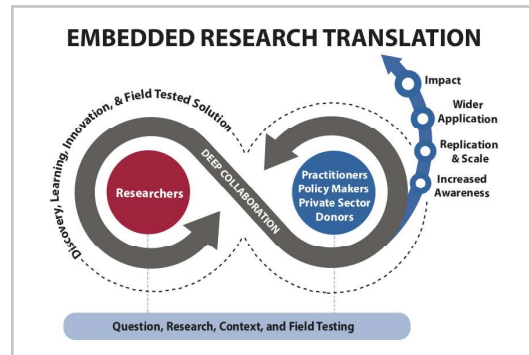 EMBEDDED RESEARCH TRANSLATION
Discovery, Learning, Innovation, & Field Tested Solution
Researchers
DEEP COLLABORATION
Practitioners
Policy Makers
Private Sector
Donors
Impact
Wider
Application
Replication
& Scale
Increased
Awareness
Question, Research, Context, and Field Testing